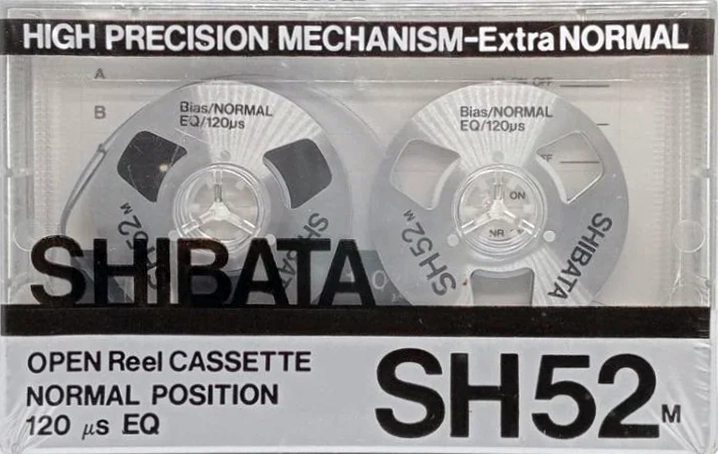 HIGH PRECISION MECHANISM-Extra NORMAL
A
B
Bias/NORMAL
EQ/120μs
Bias/NORMAL
EQ/120μs
ON
NR
SH52M
SHIBATA
SH52M
SHIBATA
SHIBATA
OPEN Reel CASSETTE
NORMAL POSITION
120 μs EQ
SH52M